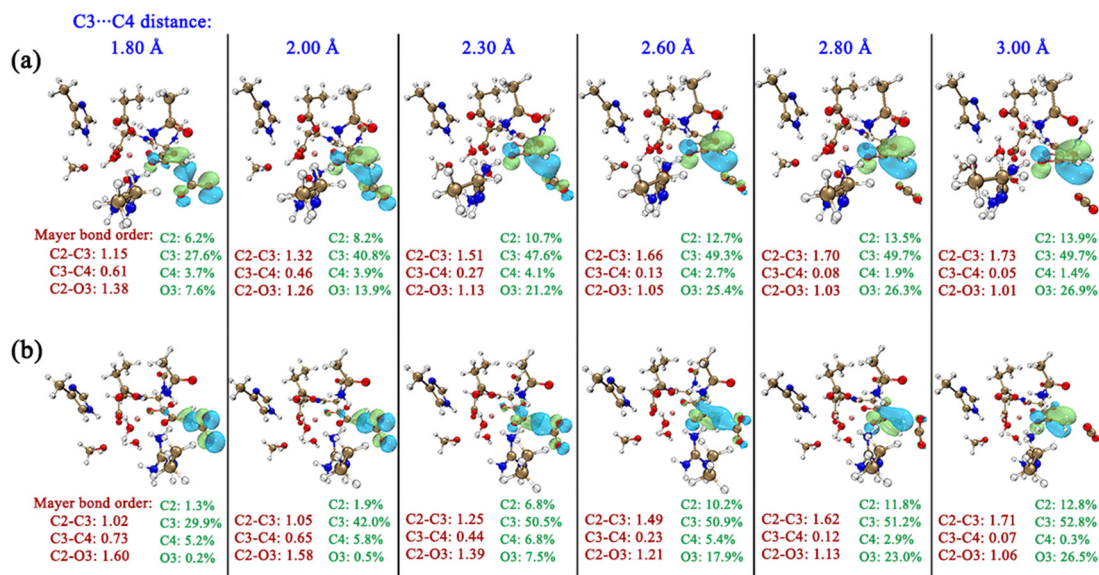 C3···C4 distance:
1.80 Å
2.00 Å
2.30 Å
2.60 Å
2.80 Å
3.00 Å
(a)
Mayer bond order:
C2-C3: 1.15
C3-C4: 0.61
C2-O3: 1.38
C2: 6.2%
C3: 27.6%
C4: 3.7%
O3: 7.6%
C2-C3: 1.32
C3-C4: 0.46
C2-O3: 1.26
C2: 8.2%
C3: 40.8%
C4: 3.9%
O3: 13.9%
C2-C3: 1.51
C3-C4: 0.27
C2-O3: 1.13
C2: 10.7%
C3: 47.6%
C4: 4.1%
O3: 21.2%
C2-C3: 1.66
C3-C4: 0.13
C2-O3: 1.05
C2: 12.7%
C3: 49.3%
C4: 2.7%
O3: 25.4%
C2-C3: 1.70
C3-C4: 0.08
C2-O3: 1.03
C2: 13.5%
C3: 49.7%
C4: 1.9%
O3: 26.3%
C2-C3: 1.73
C3-C4: 0.05
C2-O3: 1.01
C2: 13.9%
C3: 49.7%
C4: 1.4%
O3: 26.9%
(b)
Mayer bond order:
C2-C3: 1.02
C3-C4: 0.73
C2-O3: 1.60
C2: 1.3%
C3: 29.9%
C4: 5.2%
O3: 0.2%
C2-C3: 1.05
C3-C4: 0.65
C2-O3: 1.58
C2: 1.9%
C3: 42.0%
C4: 5.8%
O3: 0.5%
C2-C3: 1.25
C3-C4: 0.44
C2-O3: 1.39
C2: 6.8%
C3: 50.5%
C4: 6.8%
O3: 7.5%
C2-C3: 1.49
C3-C4: 0.23
C2-O3: 1.21
C2: 10.2%
C3: 50.9%
C4: 5.4%
O3: 17.9%
C2-C3: 1.62
C3-C4: 0.12
C2-O3: 1.13
C2: 11.8%
C3: 51.2%
C4: 2.9%
O3: 23.0%
C2-C3: 1.71
C3-C4: 0.07
C2-O3: 1.06
C2: 12.8%
C3: 52.8%
C4: 0.3%
O3: 26.5%